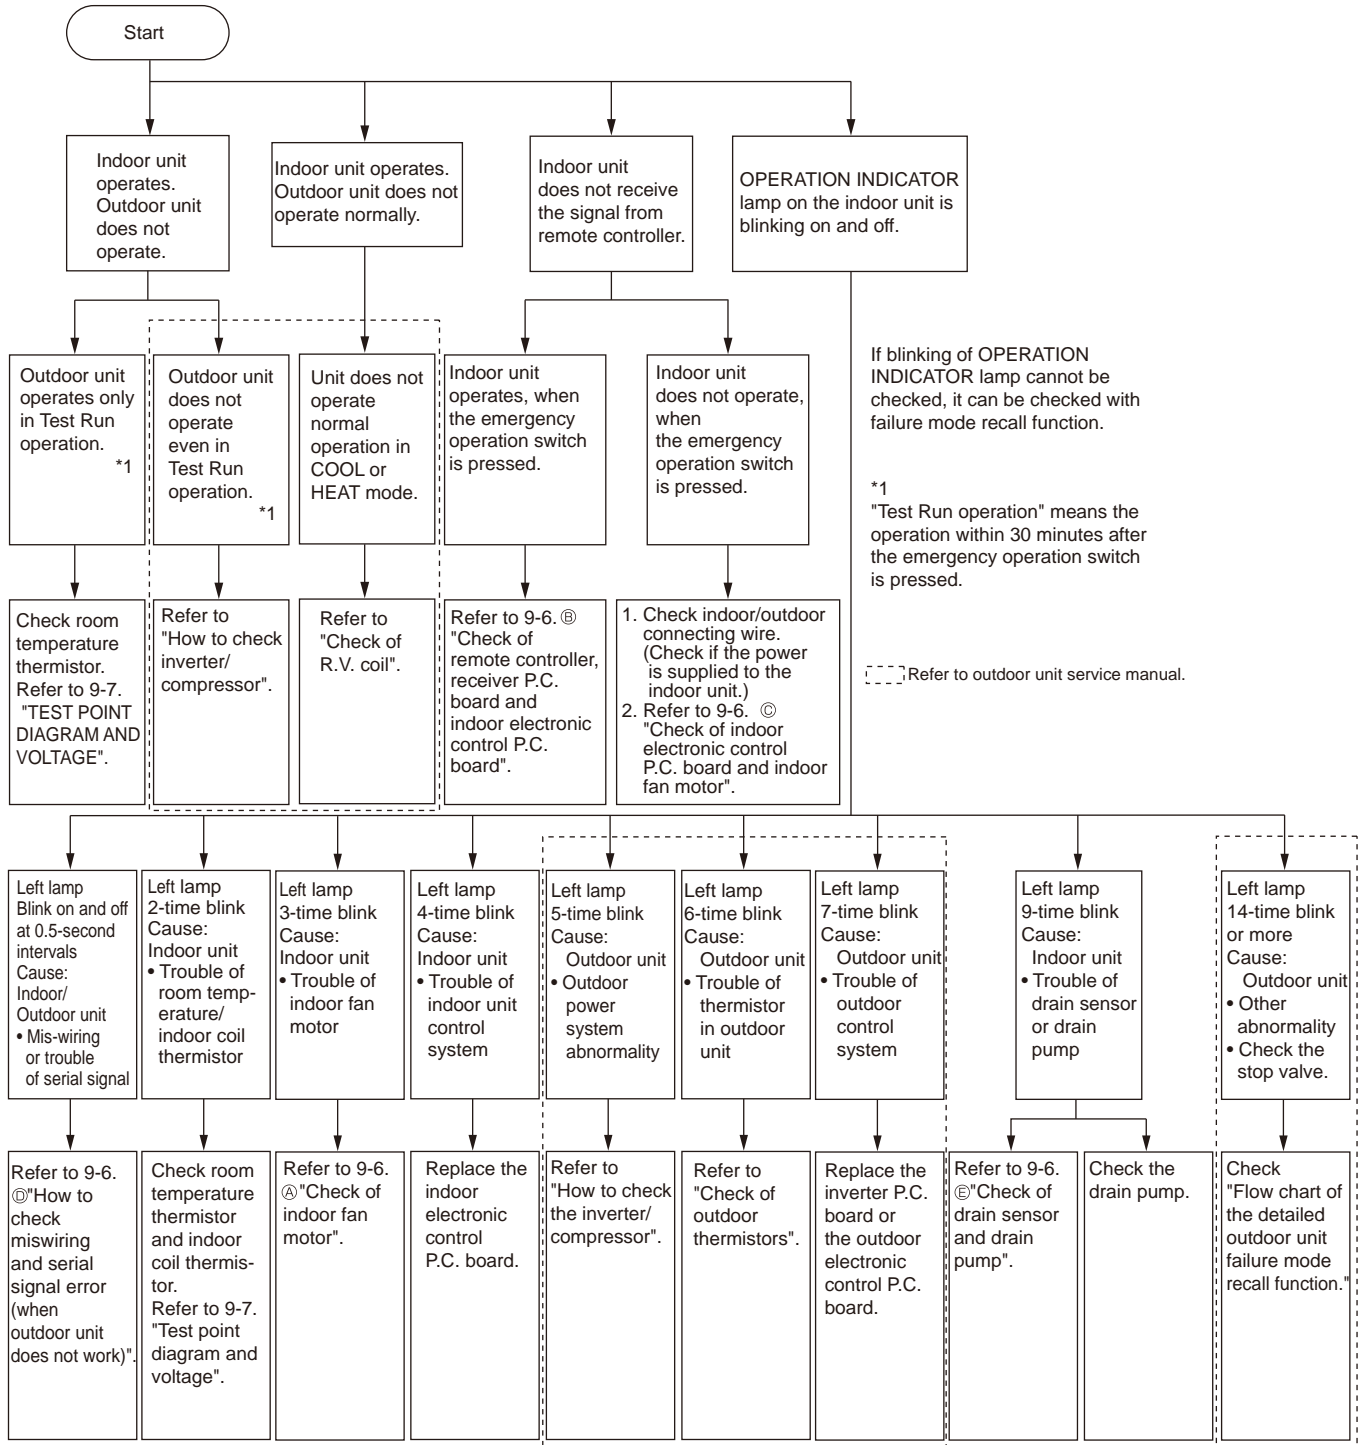 Start
Indoor unit
operates.
Outdoor unit
does not
operate.
Indoor unit operates.
Outdoor unit does not
operate normally.
Indoor unit
does not receive
the signal from
remote controller.
OPERATION INDICATOR
lamp on the indoor unit is
blinking on and off.
Outdoor unit
operates only
in Test Run
operation.
*1
Outdoor unit
does not
operate
even in
Test Run
operation.
*1
Unit does not
operate
normal
operation in
COOL or
HEAT mode.
Indoor unit
operates, when
the emergency
operation switch
is pressed.
Indoor unit
does not operate,
when
the emergency
operation switch
is pressed.
If blinking of OPERATION
INDICATOR lamp cannot be
checked, it can be checked with
failure mode recall function.
*1
"Test Run operation" means the
operation within 30 minutes after
the emergency operation switch
is pressed.
Refer to outdoor unit service manual.
Check room
temperature
thermistor.
Refer to 9-7.
"TEST POINT
DIAGRAM AND
VOLTAGE".
Refer to
"How to check
inverter/
compressor".
Refer to
"Check of
R.V. coil".
Refer to 9-6. Ⓑ
"Check of
remote controller,
receiver P.C.
board and
indoor electronic
control P.C.
board".
1. Check indoor/outdoor
connecting wire.
(Check if the power
is supplied to the
indoor unit.)
2. Refer to 9-6. Ⓒ
"Check of indoor
electronic control
P.C. board and indoor
fan motor".
Left lamp
Blink on and off
at 0.5-second
intervals
Cause:
Indoor/
Outdoor unit
• Mis-wiring
or trouble
of serial signal
Left lamp
2-time blink
Cause:
Indoor unit
• Trouble of
room temp-
erature/
indoor coil
thermistor
Left lamp
3-time blink
Cause:
Indoor unit
• Trouble of
indoor fan
motor
Left lamp
4-time blink
Cause:
Indoor unit
• Trouble of
indoor unit
control
system
Left lamp
5-time blink
Cause:
Outdoor unit
• Outdoor
power
system
abnormality
Left lamp
6-time blink
Cause:
Outdoor unit
• Trouble of
thermistor
in outdoor
unit
Left lamp
7-time blink
Cause:
Outdoor unit
• Trouble of
outdoor
control
system
Left lamp
9-time blink
Cause:
Indoor unit
• Trouble of
drain sensor
or drain
pump
Left lamp
14-time blink
or more
Cause:
Outdoor unit
• Other
abnormality
• Check the
stop valve.
Refer to 9-6.
Ⓓ"How to
check
miswiring
and serial
signal error
(when
outdoor unit
does not work)".
Check room
temperature
thermistor
and indoor
coil thermis-
tor.
Refer to 9-7.
"Test point
diagram and
voltage".
Refer to 9-6.
Ⓐ"Check of
indoor fan
motor".
Replace the
indoor
electronic
control
P.C. board.
Refer to
"How to check
the inverter/
compressor".
Refer to
"Check of
outdoor
thermistors".
Replace the
inverter P.C.
board or
the outdoor
electronic
control P.C.
board.
Refer to 9-6.
Ⓔ"Check of
drain sensor
and drain
pump".
Check the
drain pump.
Check
"Flow chart of
the detailed
outdoor unit
failure mode
recall function."